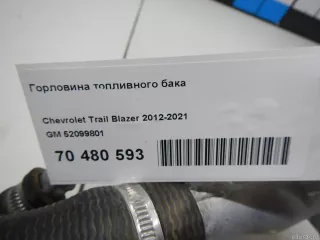 Горловина топливного бака
Chevrolet Trail Blazer 2012-2021
GM 52099801
70 480 593